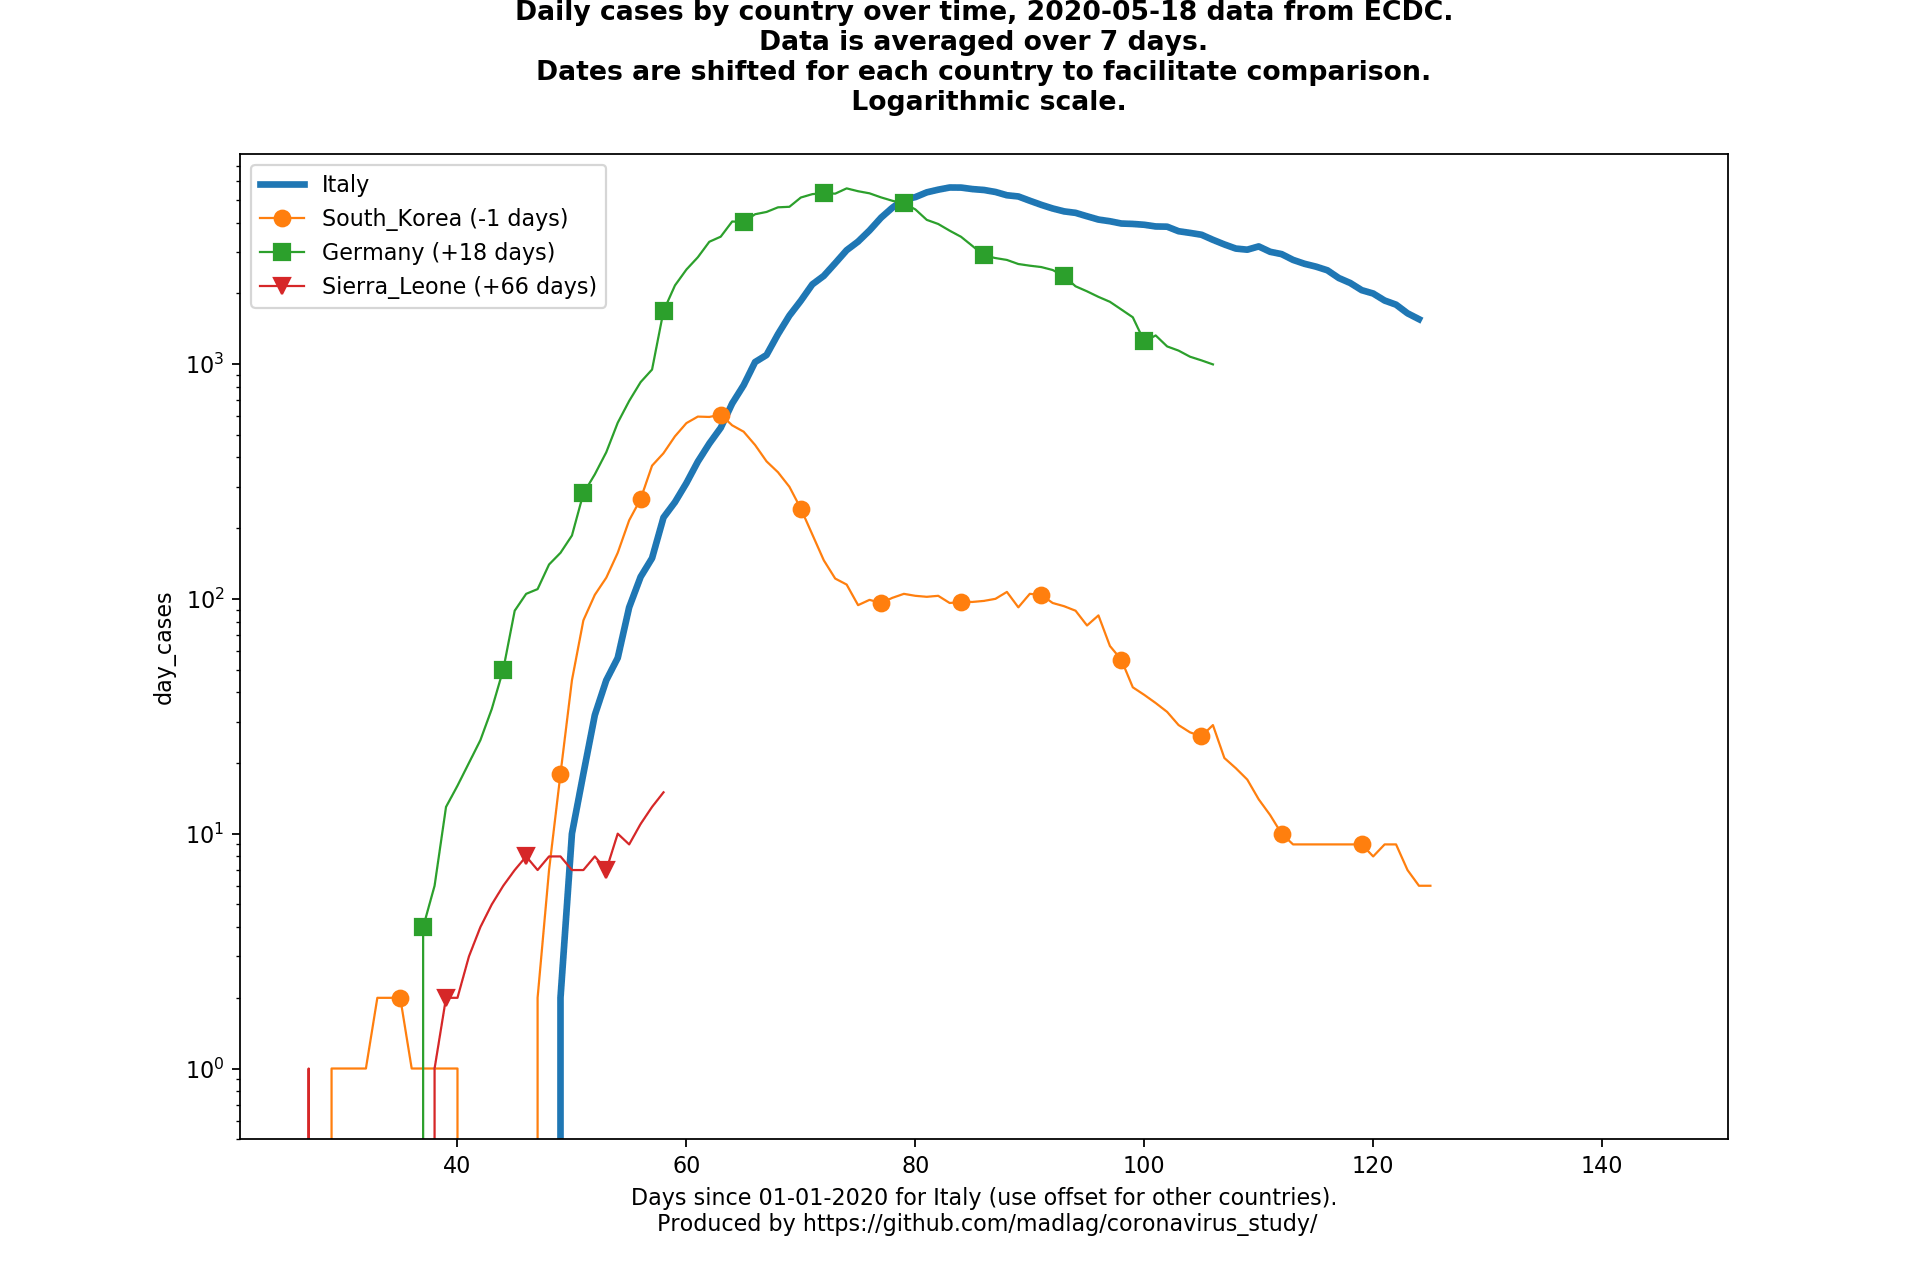 Daily cases by country over time, 2020-05-18 data from ECDC.
Data is averaged over 7 days.
Dates are shifted for each country to facilitate comparison.
Logarithmic scale.
Italy
South_Korea (-1 days)
Germany (+18 days)
Sierra_Leone (+66 days)
10³
10²
10¹
10⁰
day_cases
40 60 80 100 120 140
Days since 01-01-2020 for Italy (use offset for other countries).
Produced by https://github.com/madlag/coronavirus_study/